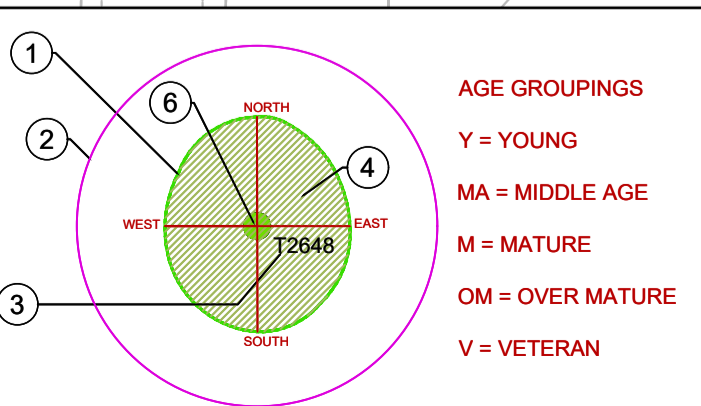 1
6
2
4
3
NORTH
WEST
EAST
T2648
SOUTH
AGE GROUPINGS
Y = YOUNG
MA = MIDDLE AGE
M = MATURE
OM = OVER MATURE
V = VETERAN